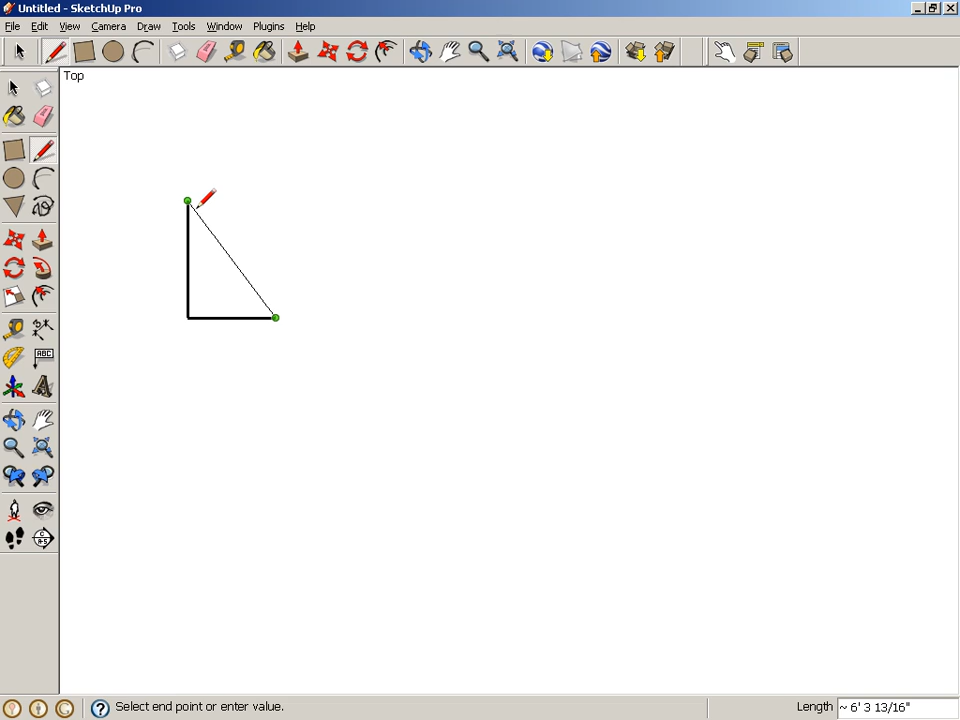 Untitled - SketchUp Pro
File Edit View Camera Draw Tools Window Plugins Help
Top
ABC
A
Select end point or enter value.
Length ~ 6' 3 13/16"